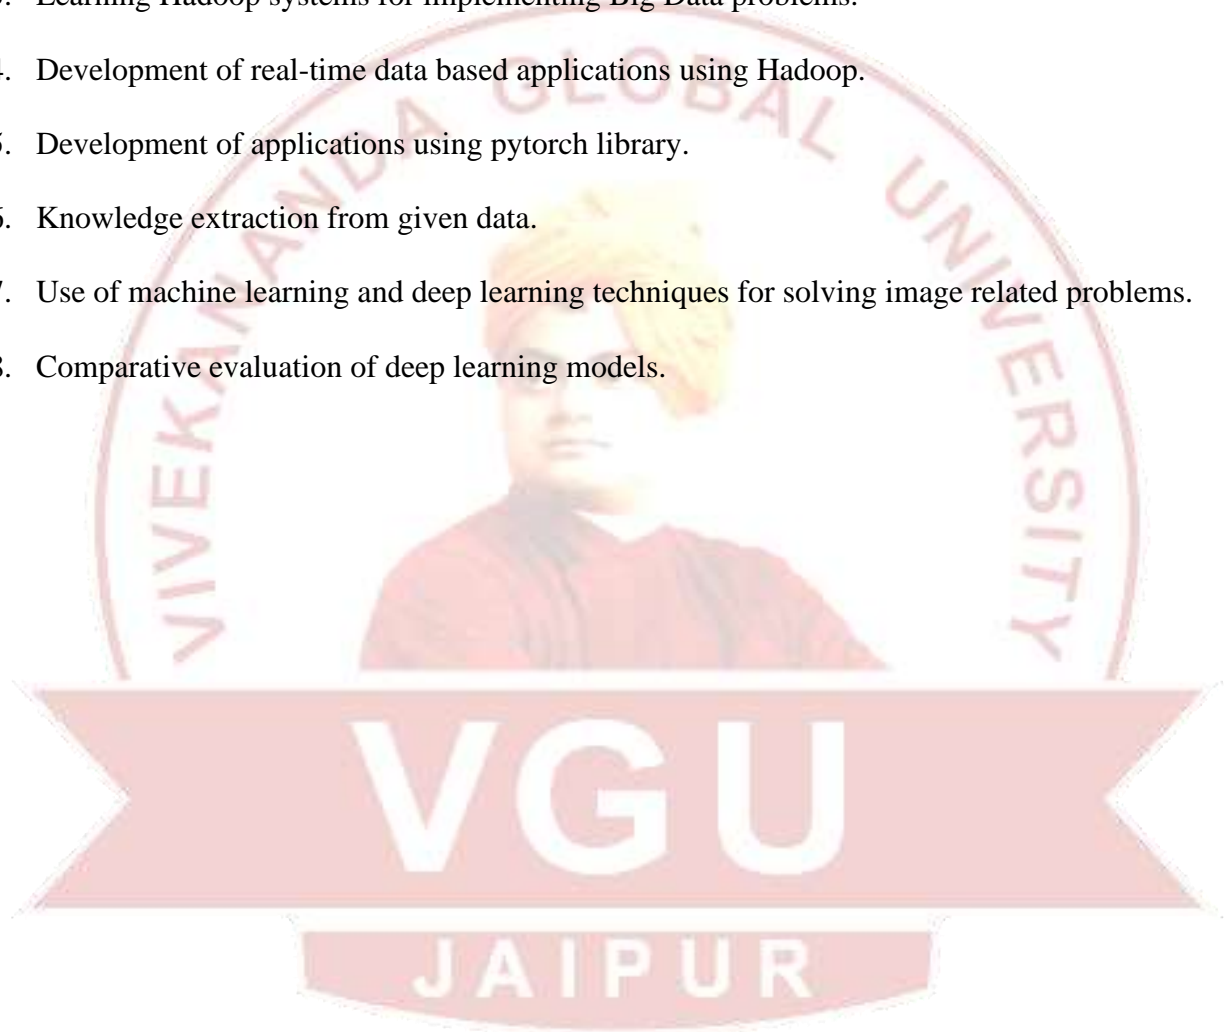 3. Learning Hadoop systems for implementing Big Data problems.
4. Development of real-time data based applications using Hadoop.
5. Development of applications using pytorch library.
6. Knowledge extraction from given data.
7. Use of machine learning and deep learning techniques for solving image related problems.
8. Comparative evaluation of deep learning models.
VIVEKANANDA GLOBAL UNIVERSITY
VGU
JAIPUR